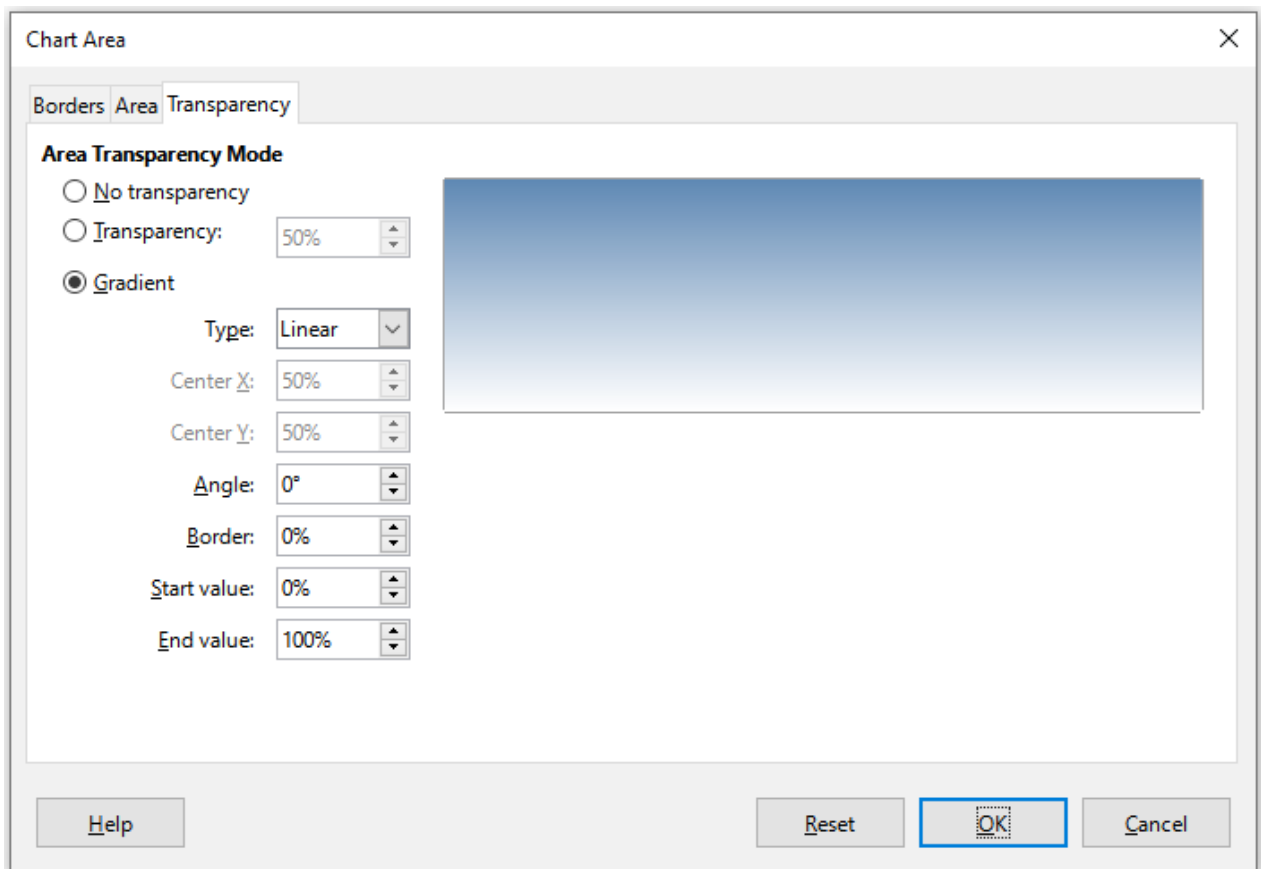 Chart Area
Borders Area Transparency
Area Transparency Mode
No transparency
Transparency: 50%
Gradient
Type: Linear
Center X: 50%
Center Y: 50%
Angle: 0°
Border: 0%
Start value: 0%
End value: 100%
Help Reset OK Cancel